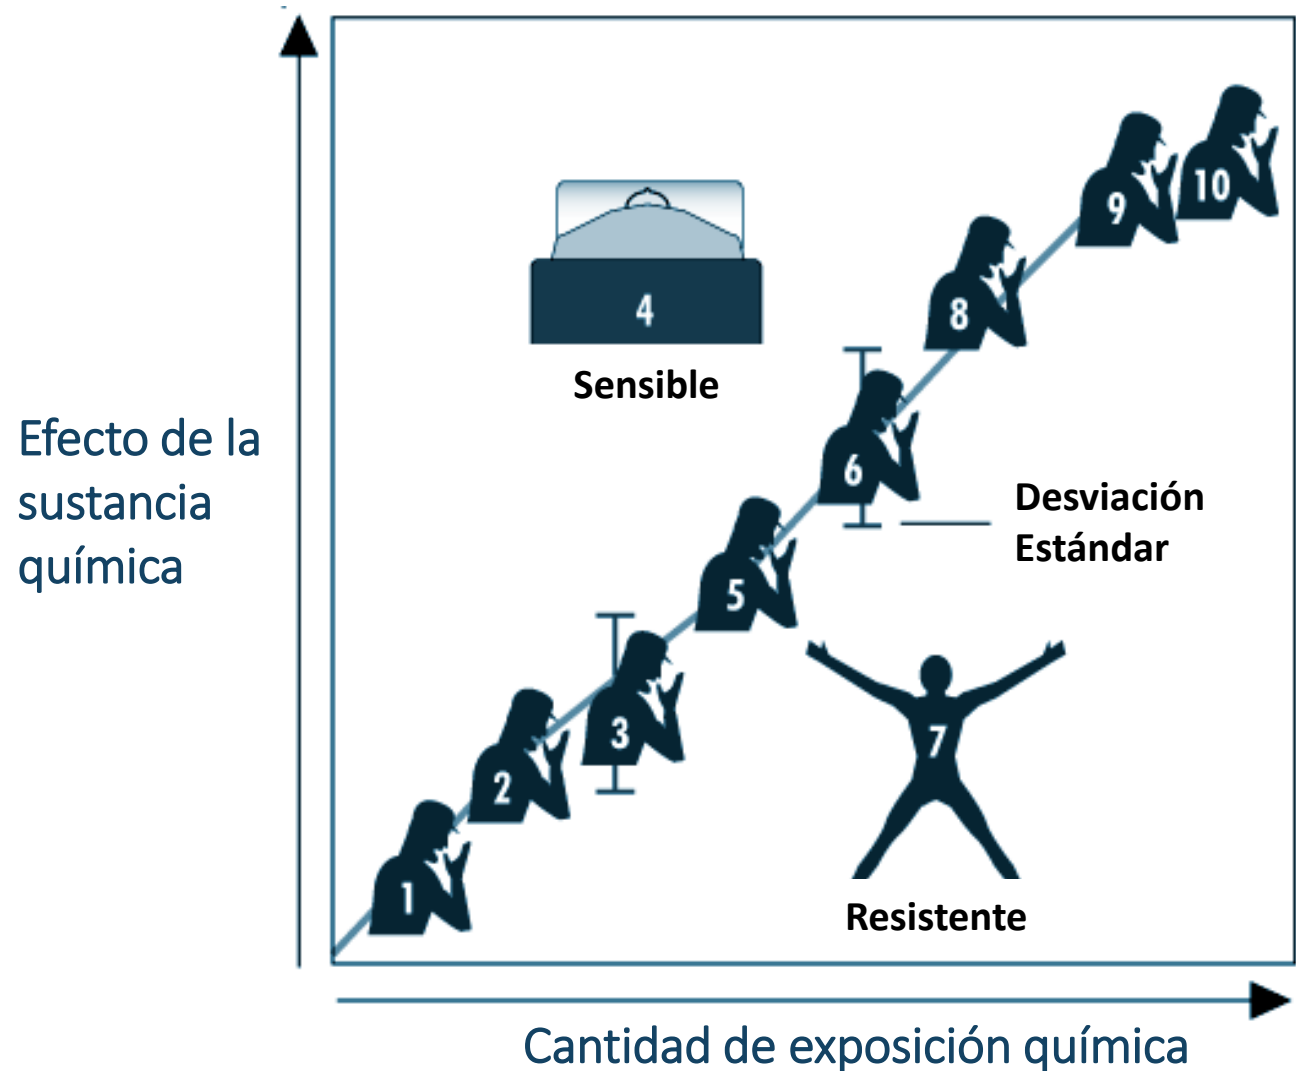 10
9
4
8
Sensible
Efecto de la
sustancia
química
6
Desviación
Estándar
5
3
7
2
1
Resistente
Cantidad de exposición química